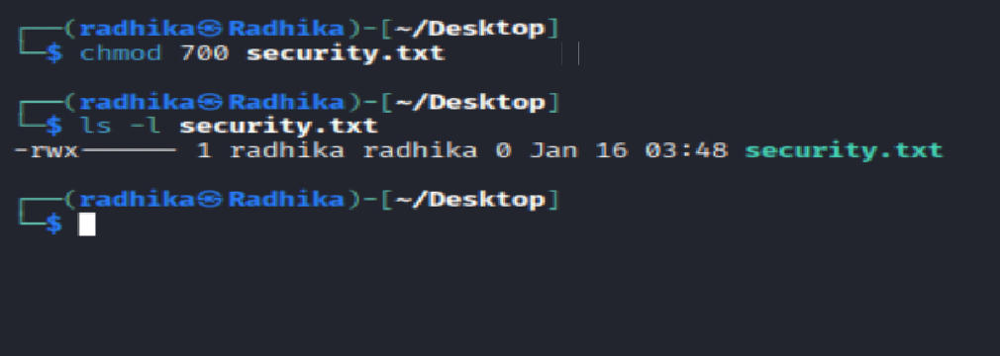 ┌──(radhika㉿Radhika)-[~/Desktop]
└─$ chmod 700 security.txt
┌──(radhika㉿Radhika)-[~/Desktop]
└─$ ls -l security.txt
-rwx------ 1 radhika radhika 0 Jan 16 03:48 security.txt
┌──(radhika㉿Radhika)-[~/Desktop]
└─$